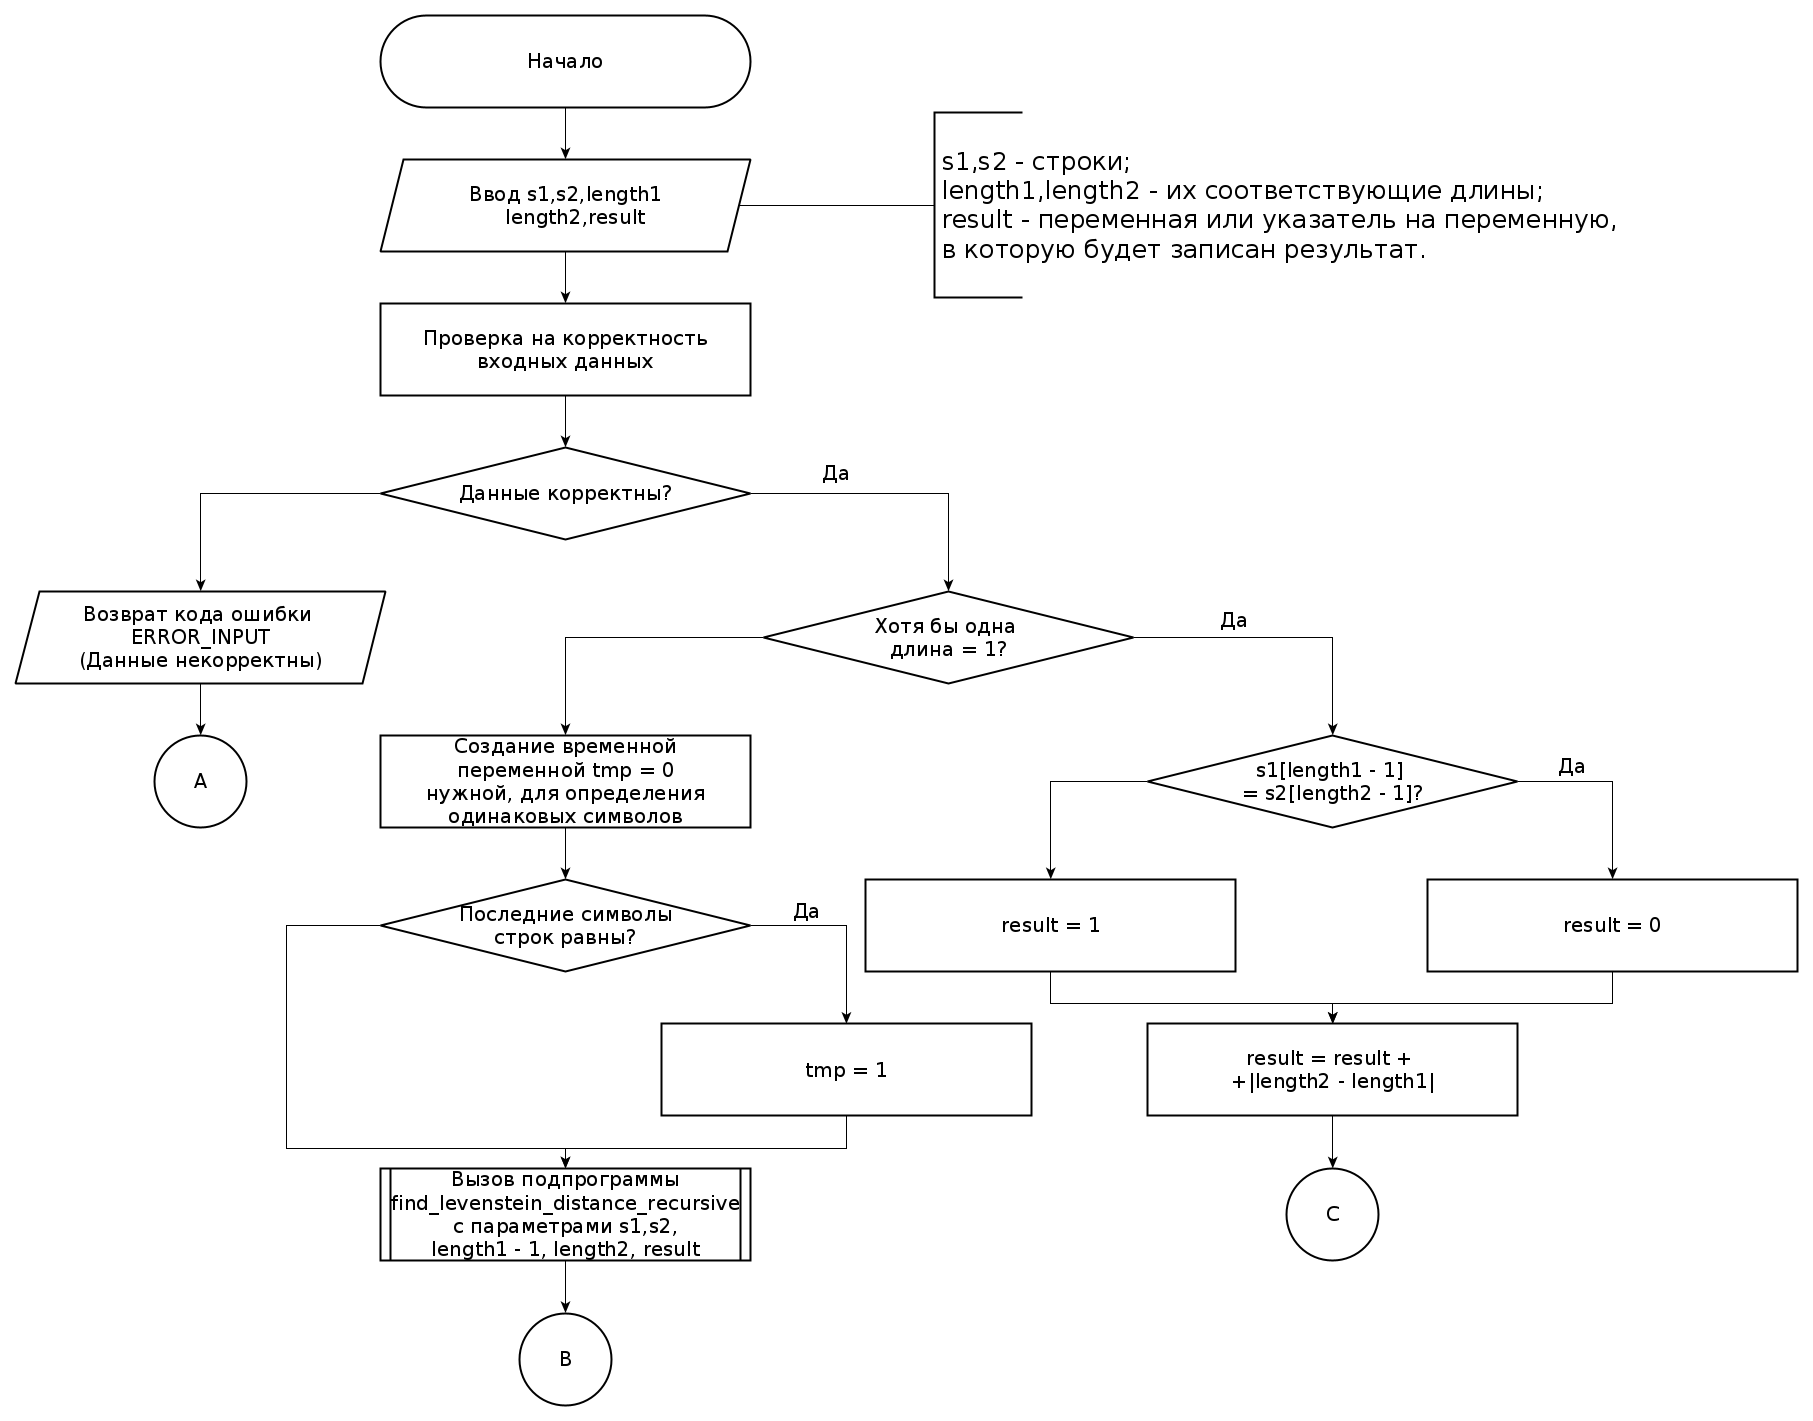 Начало
Ввод s1,s2,length1
length2,result
s1,s2 - строки;
length1,length2 - их соответствующие длины;
result - переменная или указатель на переменную,
в которую будет записан результат.
Проверка на корректность
входных данных
Данные корректны?
Да
Возврат кода ошибки
ERROR_INPUT
(Данные некорректны)
Хотя бы одна
длина = 1?
Да
A
Создание временной
переменной tmp = 0
нужной, для определения
одинаковых символов
s1[length1 - 1]
= s2[length2 - 1]?
Да
Последние символы
строк равны?
Да
result = 1
result = 0
tmp = 1
result = result +
+|length2 - length1|
Вызов подпрограммы
find_levenstein_distance_recursive
с параметрами s1,s2,
length1 - 1, length2, result
C
B